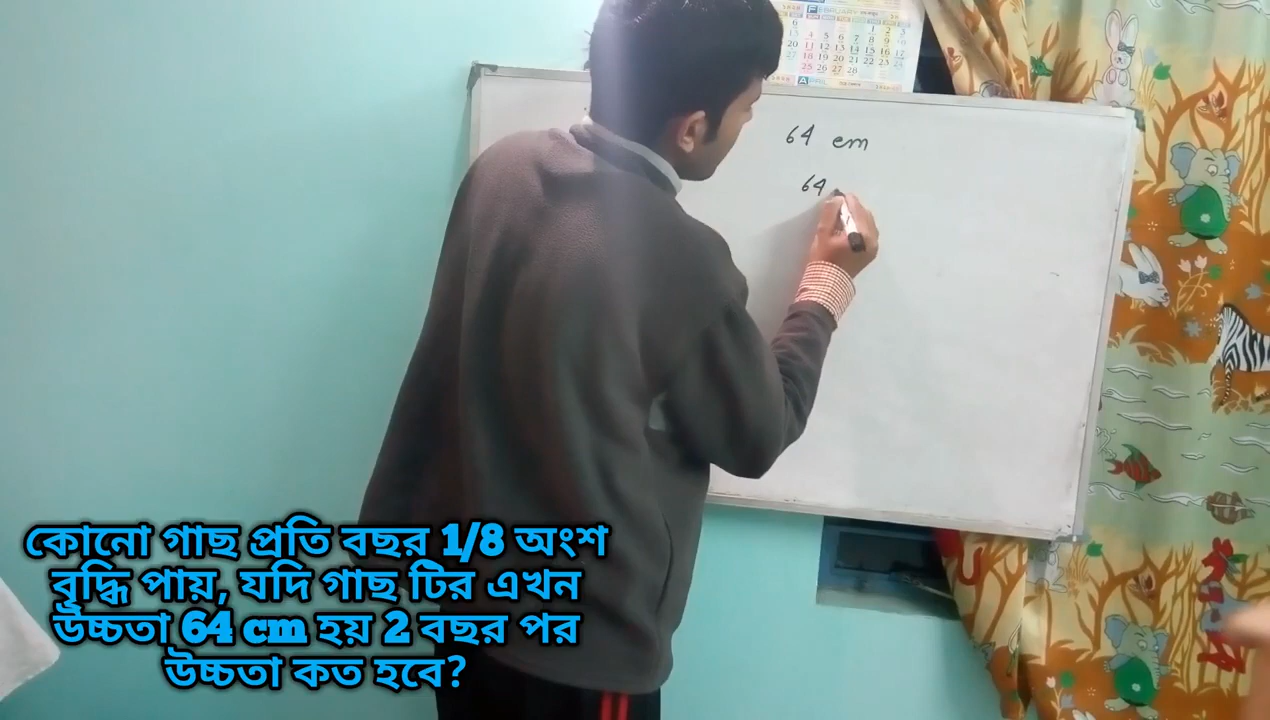 64 cm
64
কোনো গাছ প্রতি বছর 1/8 অংশ
বৃদ্ধি পায়, যদি গাছ টির এখন
উচ্চতা 64 cm হয় 2 বছর পর
উচ্চতা কত হবে?